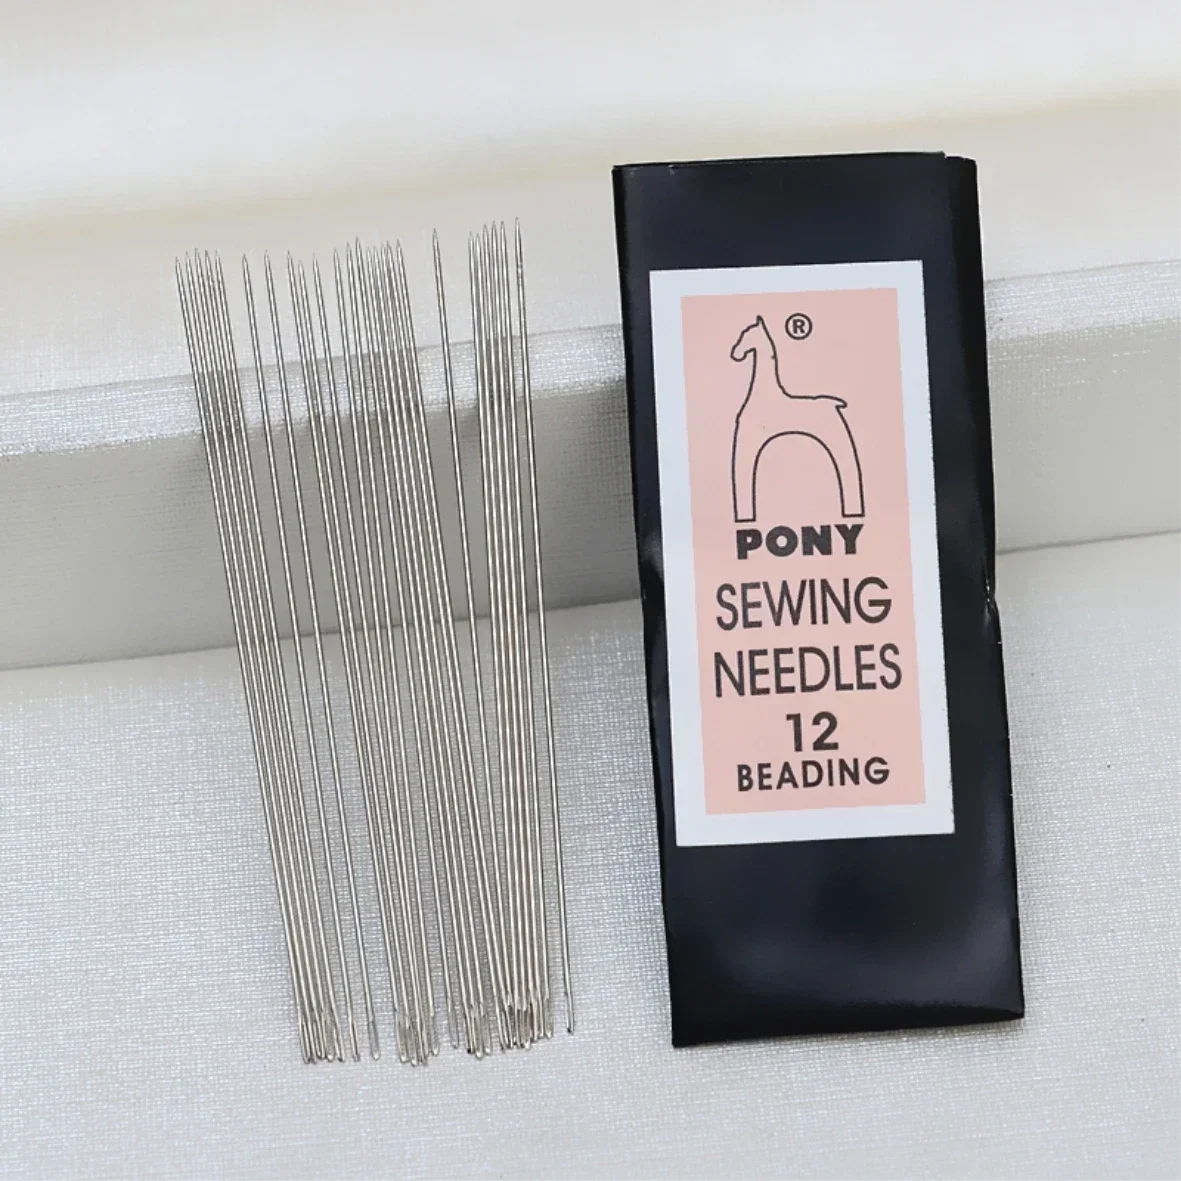 ®
PONY
SEWING
NEEDLES
12
BEADING